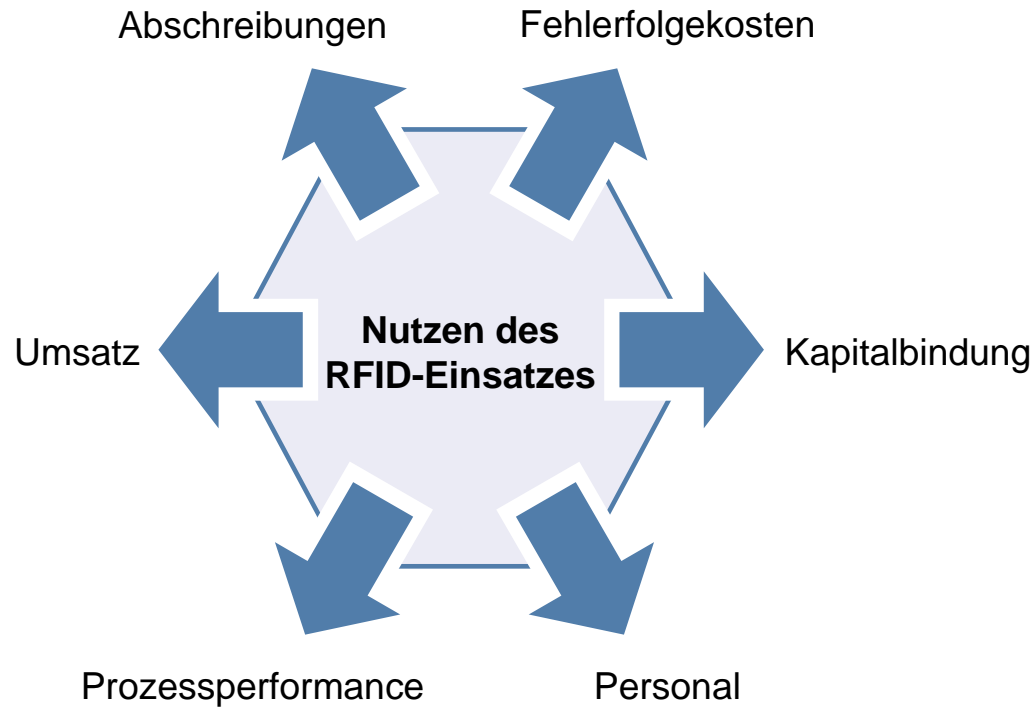 Abschreibungen
Fehlerfolgekosten
Umsatz
Nutzen des
RFID-Einsatzes
Kapitalbindung
Prozessperformance
Personal